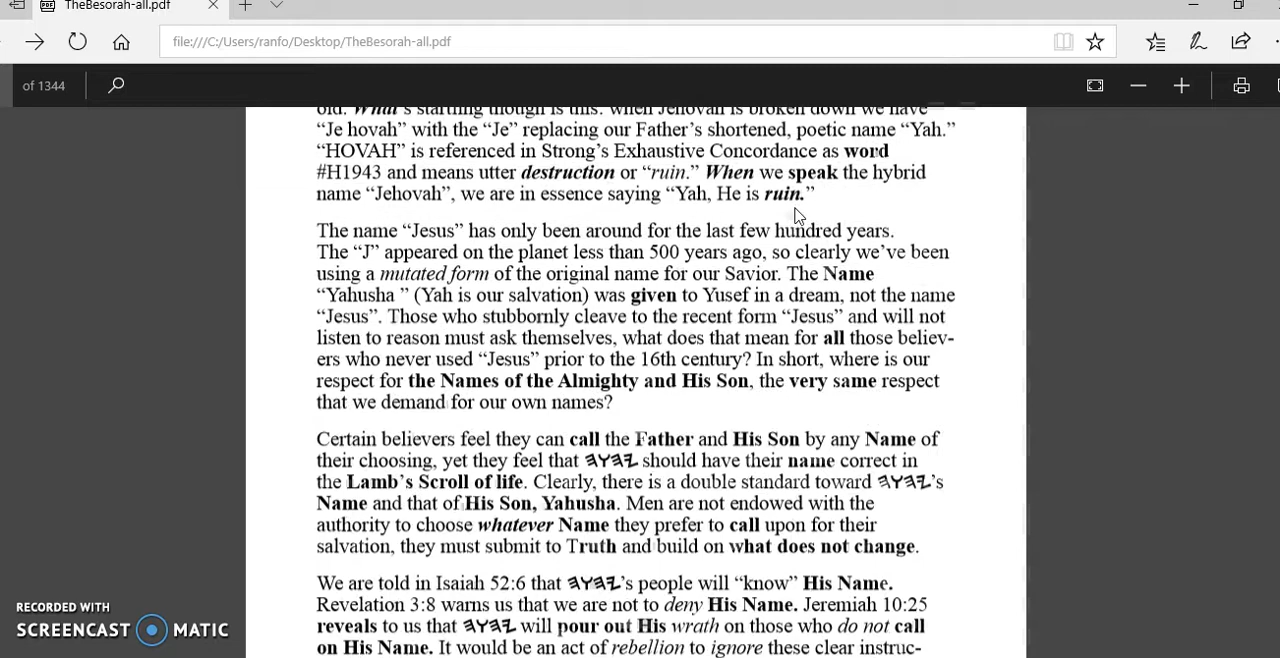 TheBesorah-all.pdf
file:///C:/Users/ranfo/Desktop/TheBesorah-all.pdf
of 1344
old. What's starting though is this: when Jehovah is broken down we have
“Je hovah” with the “Je” replacing our Father’s shortened, poetic name “Yah.”
“HOVAH” is referenced in Strong’s Exhaustive Concordance as word
#H1943 and means utter destruction or “ruin.” When we speak the hybrid
name “Jehovah”, we are in essence saying “Yah, He is ruin.”
The name “Jesus” has only been around for the last few hundred years.
The “J” appeared on the planet less than 500 years ago, so clearly we’ve been
using a mutated form of the original name for our Savior. The Name
“Yahusha ” (Yah is our salvation) was given to Yusef in a dream, not the name
“Jesus”. Those who stubbornly cleave to the recent form “Jesus” and will not
listen to reason must ask themselves, what does that mean for all those believ-
ers who never used “Jesus” prior to the 16th century? In short, where is our
respect for the Names of the Almighty and His Son, the very same respect
that we demand for our own names?
Certain believers feel they can call the Father and His Son by any Name of
their choosing, yet they feel that 𐤉𐤄𐤅𐤄 should have their name correct in
the Lamb’s Scroll of life. Clearly, there is a double standard toward 𐤉𐤄𐤅𐤄’s
Name and that of His Son, Yahusha. Men are not endowed with the
authority to choose whatever Name they prefer to call upon for their
salvation, they must submit to Truth and build on what does not change.
We are told in Isaiah 52:6 that 𐤉𐤄𐤅𐤄’s people will “know” His Name.
Revelation 3:8 warns us that we are not to deny His Name. Jeremiah 10:25
reveals to us that 𐤉𐤄𐤅𐤄 will pour out His wrath on those who do not call
on His Name. It would be an act of rebellion to ignore these clear instruc-
RECORDED WITH
SCREENCAST MATIC